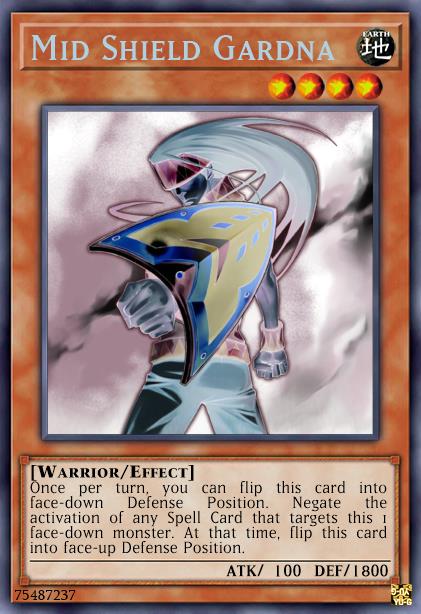 MID SHIELD GARDNA
EARTH
地
[WARRIOR/EFFECT]
Once per turn, you can flip this card into
face-down Defense Position. Negate the
activation of any Spell Card that targets this 1
face-down monster. At that time, flip this card
into face-up Defense Position.
ATK/ 100 DEF/1800
75487237